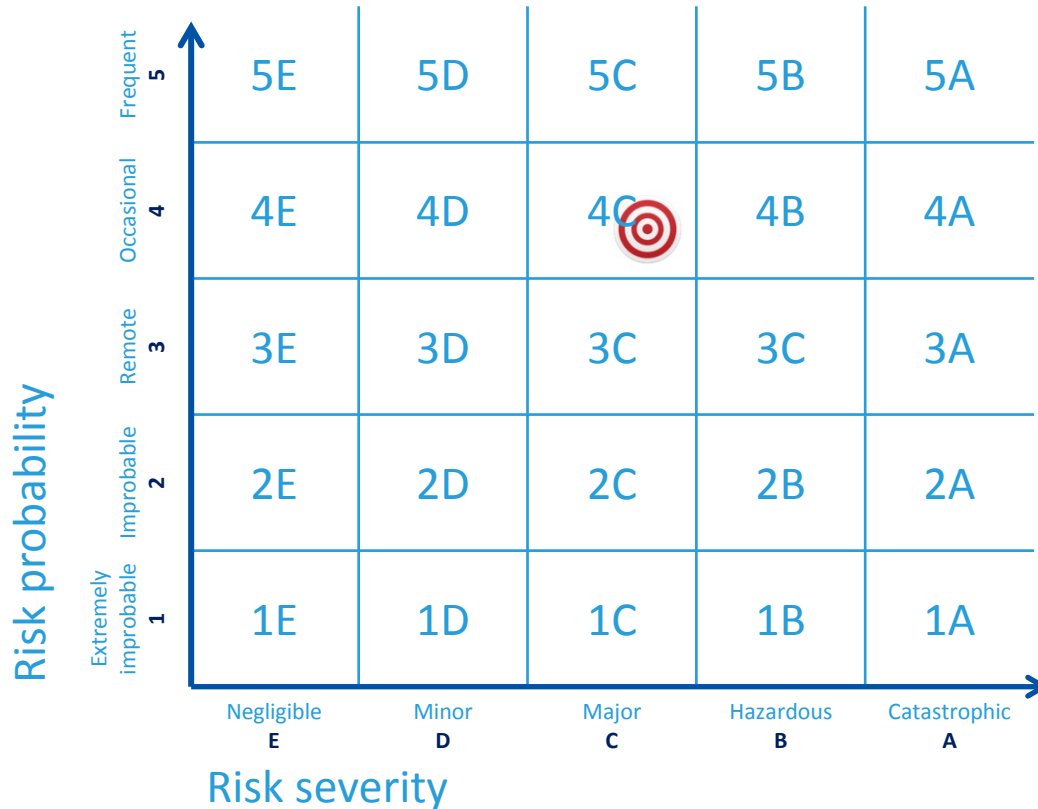 Risk probability
Frequent
5
5E 5D 5C 5B 5A
Occasional
4
4E 4D 4C 4B 4A
Remote
3
3E 3D 3C 3C 3A
Improbable
2
2E 2D 2C 2B 2A
Extremely
improbable
1
1E 1D 1C 1B 1A
Negligible Minor Major Hazardous Catastrophic
E D C B A
Risk severity